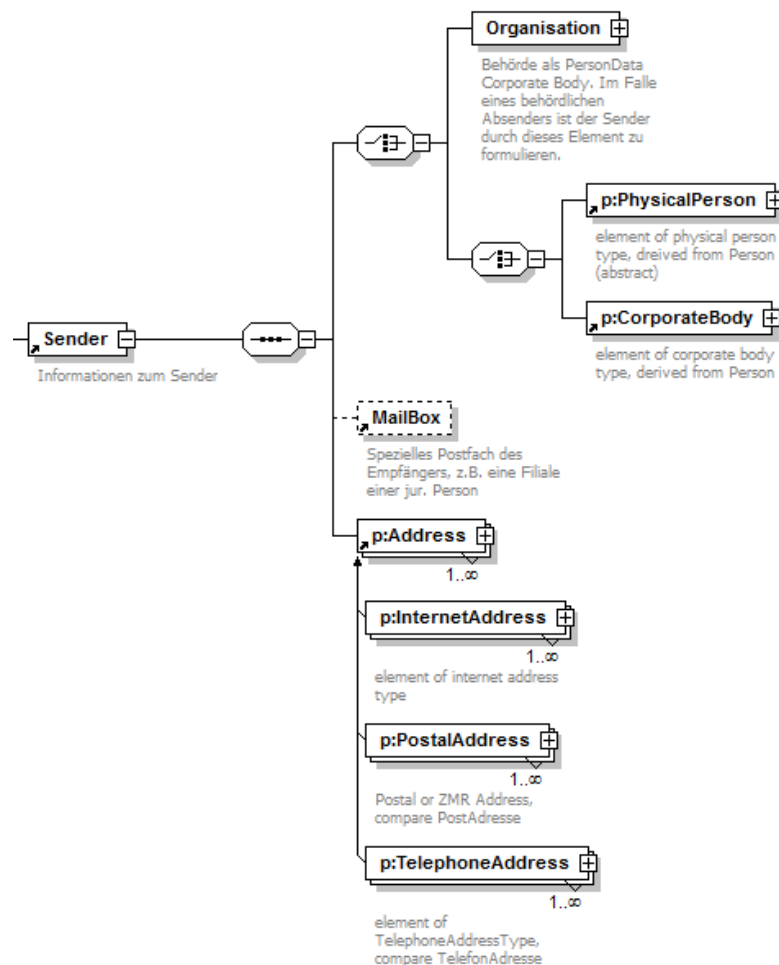 Organisation
Behörde als PersonData
Corporate Body. Im Falle
eines behördlichen
Absenders ist der Sender
durch dieses Element zu
formulieren.
p:PhysicalPerson
element of physical person
type, dreived from Person
(abstract)
p:CorporateBody
element of corporate body
type, derived from Person
Sender
Informationen zum Sender
MailBox
Spezielles Postfach des
Empfängers, z.B. eine Filiale
einer jur. Person
p:Address
1..∞
p:InternetAddress
1..∞
element of internet address
type
p:PostalAddress
1..∞
Postal or ZMR Address,
compare PostAdresse
p:TelephoneAddress
1..∞
element of
TelephoneAddressType,
compare TelefonAdresse